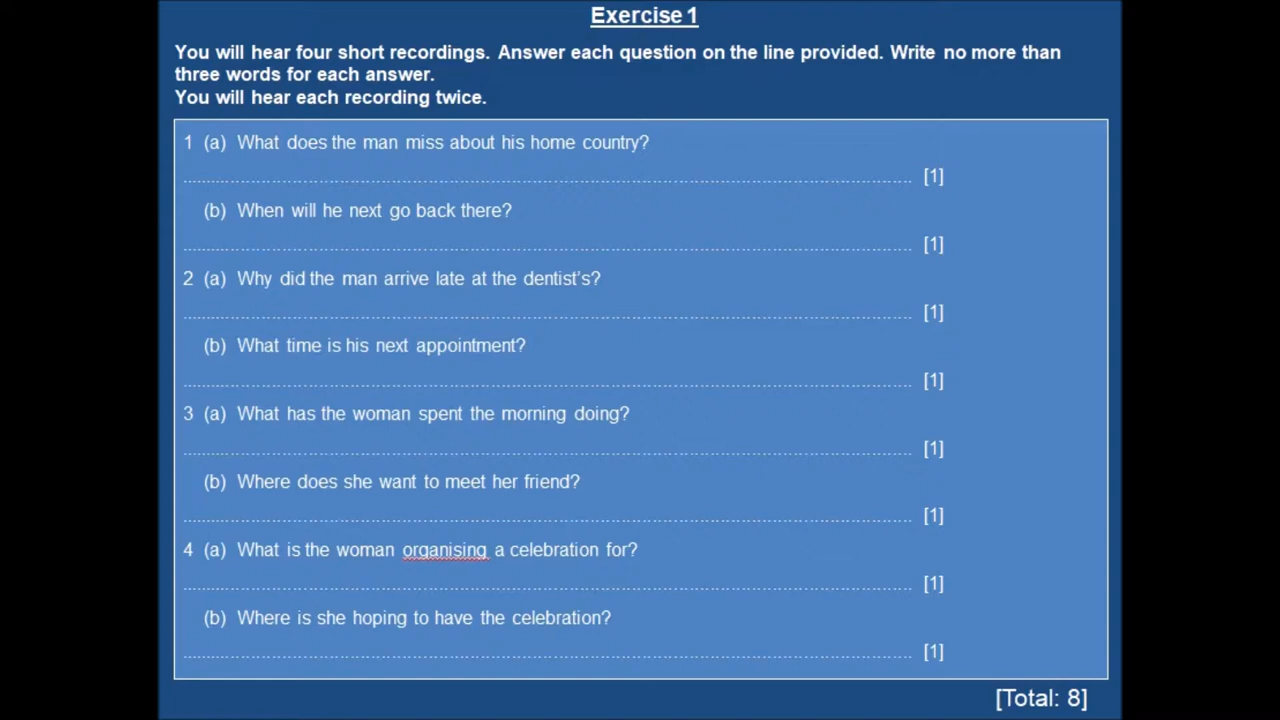 Exercise 1
You will hear four short recordings. Answer each question on the line provided. Write no more than
three words for each answer.
You will hear each recording twice.
1 (a) What does the man miss about his home country?
[1]
(b) When will he next go back there?
[1]
2 (a) Why did the man arrive late at the dentist's?
[1]
(b) What time is his next appointment?
[1]
3 (a) What has the woman spent the morning doing?
[1]
(b) Where does she want to meet her friend?
[1]
4 (a) What is the woman organising a celebration for?
[1]
(b) Where is she hoping to have the celebration?
[1]
[Total: 8]